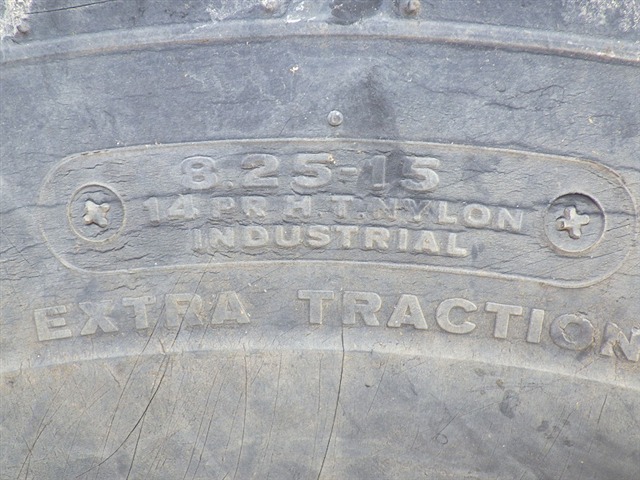 8.25-15
14 PR H.T. NYLON
INDUSTRIAL
EXTRA TRACTION